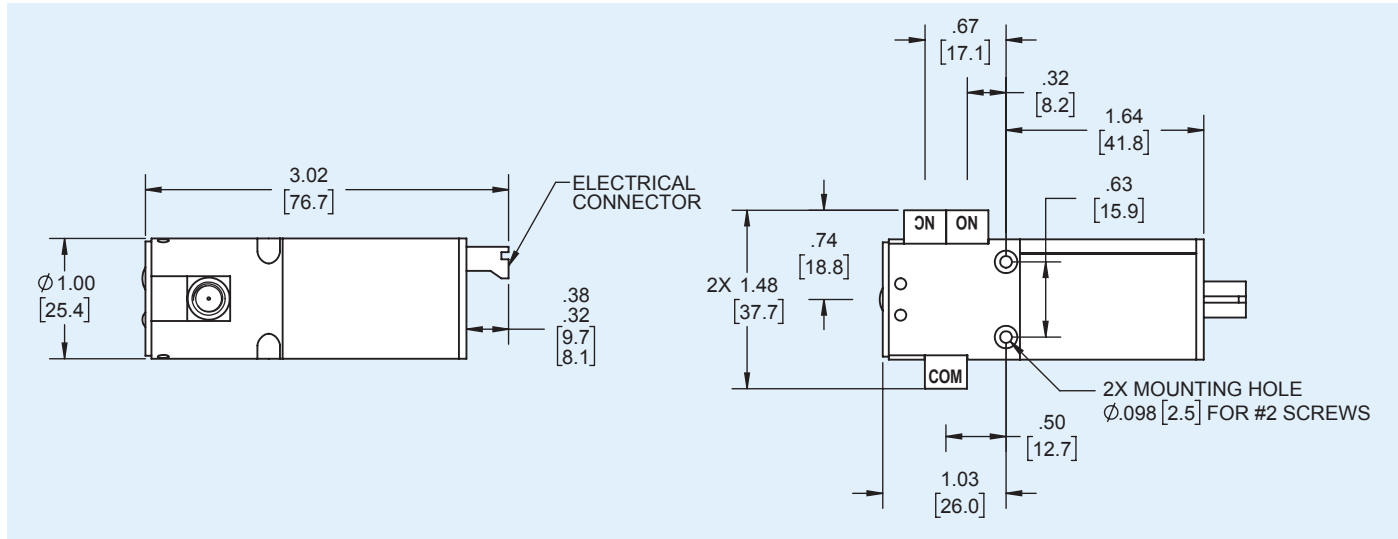 3.02
[76.7]
ELECTRICAL
CONNECTOR
Ø1.00
[25.4]
.38
.32
[9.7]
[8.1]
.67
[17.1]
.32
[8.2]
1.64
[41.8]
.63
[15.9]
NC
NO
.74
[18.8]
2X 1.48
[37.7]
COM
2X MOUNTING HOLE
Ø.098 [2.5] FOR #2 SCREWS
.50
[12.7]
1.03
[26.0]